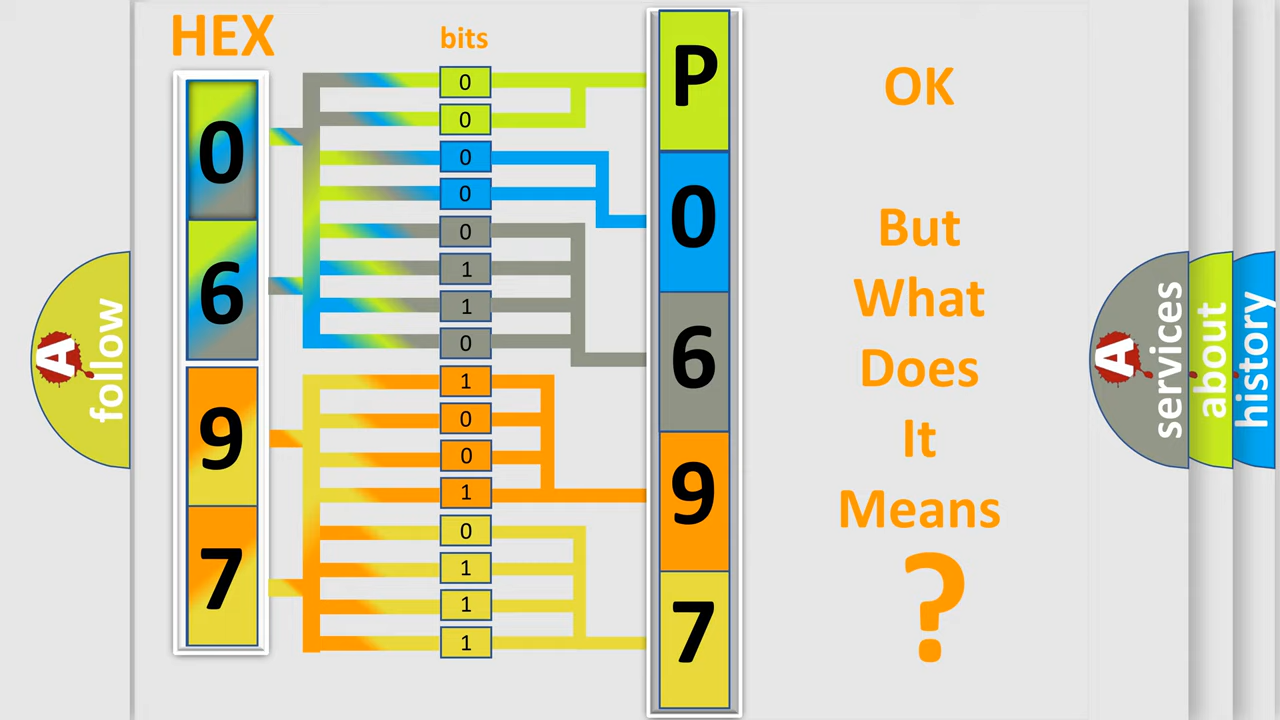 HEX
bits
0
6
9
7
0
0
0
0
0
1
1
0
1
0
0
1
0
1
1
1
P
0
6
9
7
OK
But
What
Does
It
Means
?
A
follow
A
services
about
history